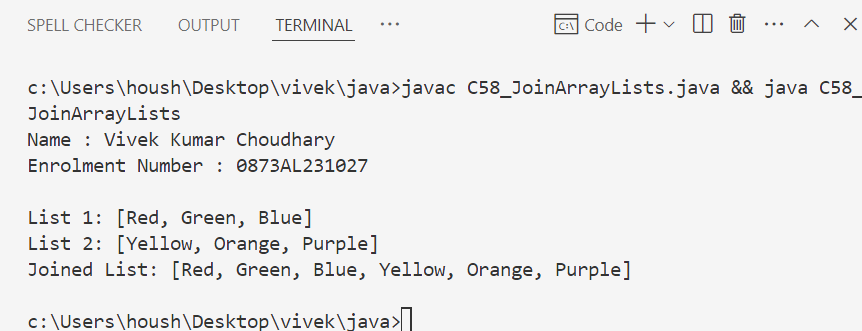 SPELL CHECKER OUTPUT TERMINAL ... Code
c:\Users\housh\Desktop\vivek\java>javac C58_JoinArrayLists.java && java C58_
JoinArrayLists
Name : Vivek Kumar Choudhary
Enrolment Number : 0873AL231027
List 1: [Red, Green, Blue]
List 2: [Yellow, Orange, Purple]
Joined List: [Red, Green, Blue, Yellow, Orange, Purple]
c:\Users\housh\Desktop\vivek\java>